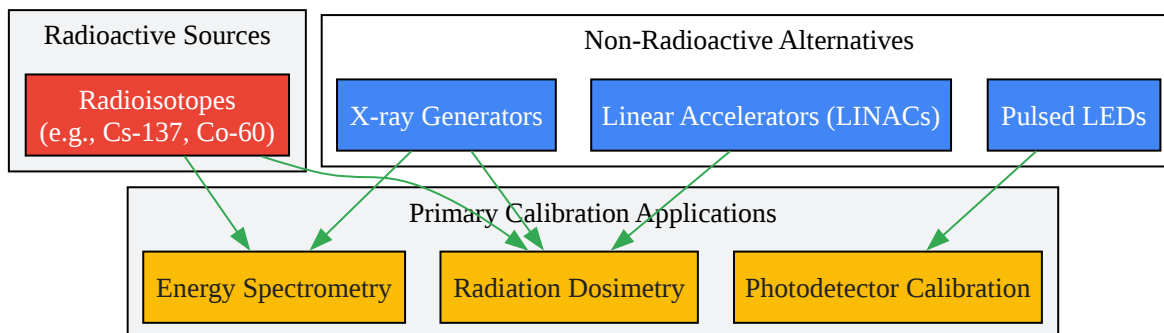 Radioactive Sources
Non-Radioactive Alternatives
Radioisotopes
(e.g., Cs-137, Co-60)
X-ray Generators
Linear Accelerators (LINACs)
Pulsed LEDs
Primary Calibration Applications
Energy Spectrometry
Radiation Dosimetry
Photodetector Calibration